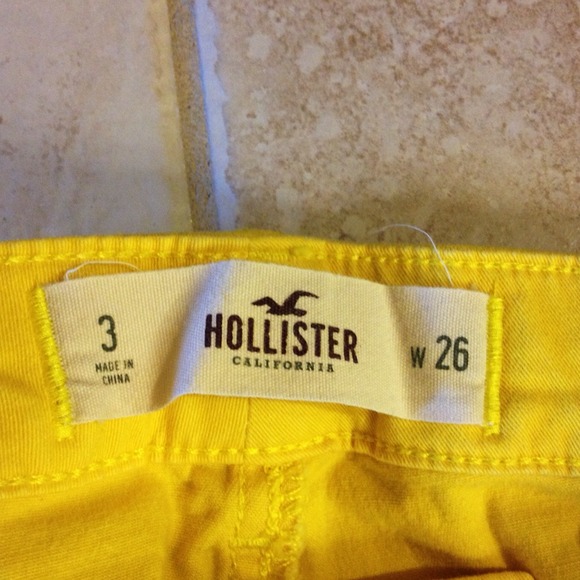 3
MADE IN
CHINA
HOLLISTER
CALIFORNIA
W 26